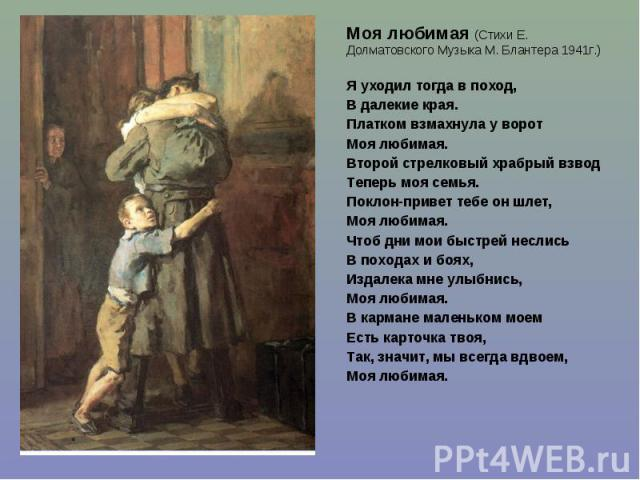 Моя любимая (Стихи Е.
Долматовского Музыка М. Блантера 1941г.)
Я уходил тогда в поход,
В далекие края.
Платком взмахнула у ворот
Моя любимая.
Второй стрелковый храбрый взвод
Теперь моя семья.
Поклон-привет тебе он шлет,
Моя любимая.
Чтоб дни мои быстрей неслись
В походах и боях,
Издалека мне улыбнись,
Моя любимая.
В кармане маленьком моем
Есть карточка твоя,
Так, значит, мы всегда вдвоем,
Моя любимая.
PPt4WEB.ru